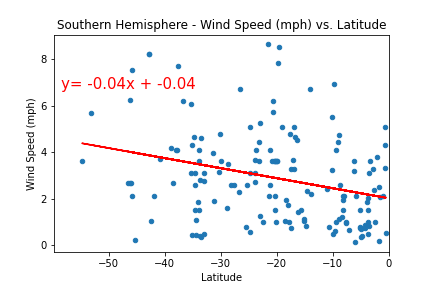 Southern Hemisphere - Wind Speed (mph) vs. Latitude
y= -0.04x + -0.04
Wind Speed (mph)
8
6
4
2
0
−50
−40
−30
−20
−10
0
Latitude